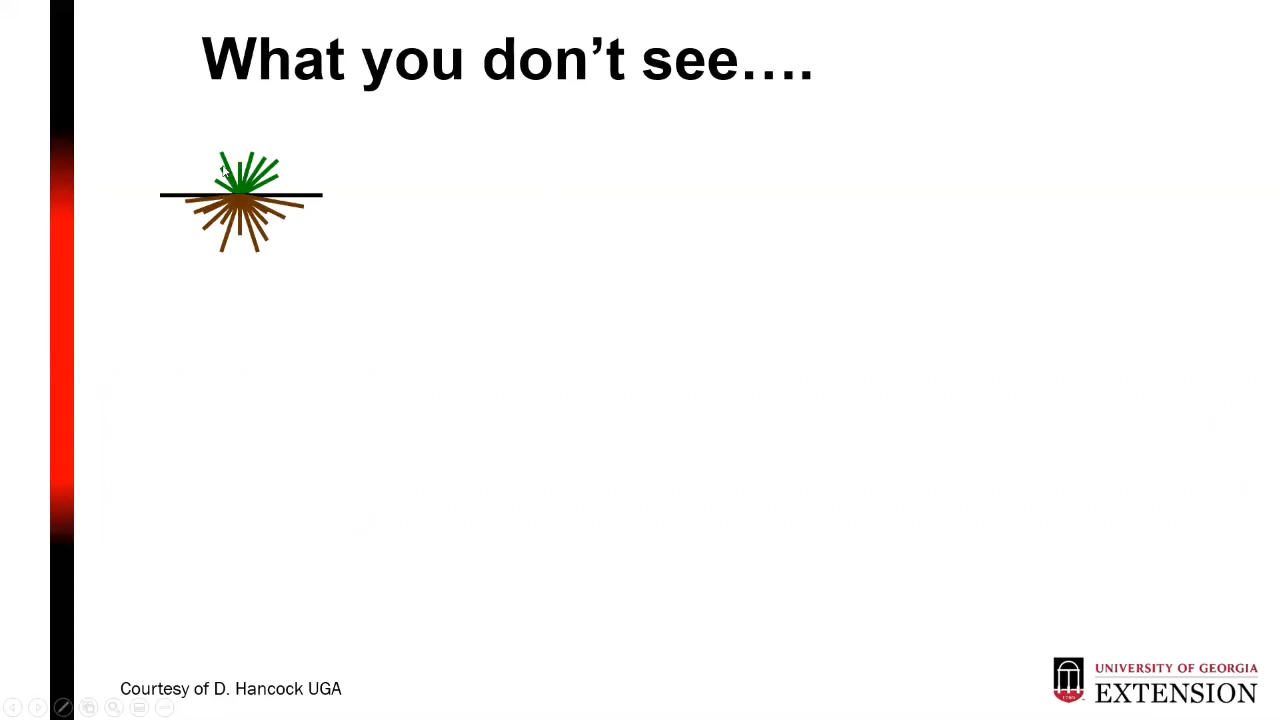 What you don’t see….
Courtesy of D. Hancock UGA
UNIVERSITY OF GEORGIA
EXTENSION